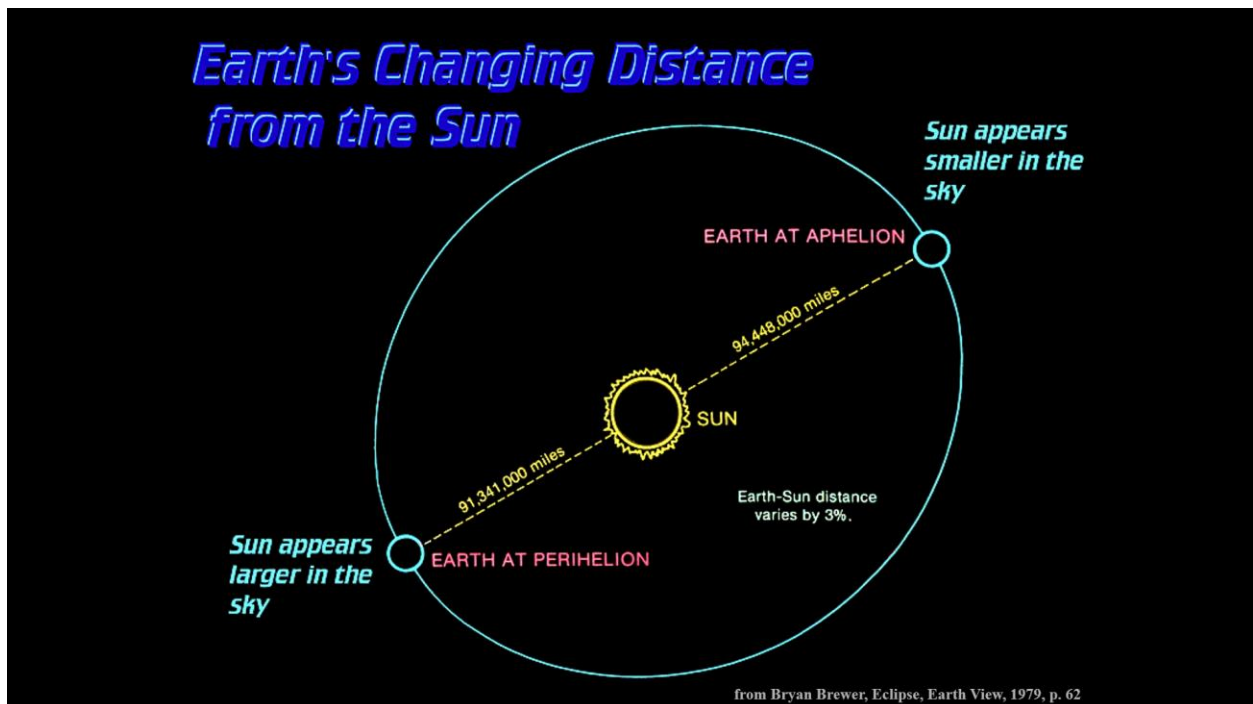 Earth's Changing Distance
from the Sun
Sun appears
smaller in the
sky
EARTH AT APHELION
94,448,000 miles
SUN
91,341,000 miles
Earth-Sun distance
varies by 3%.
Sun appears
larger in the
sky
EARTH AT PERIHELION
from Bryan Brewer, Eclipse, Earth View, 1979, p. 62